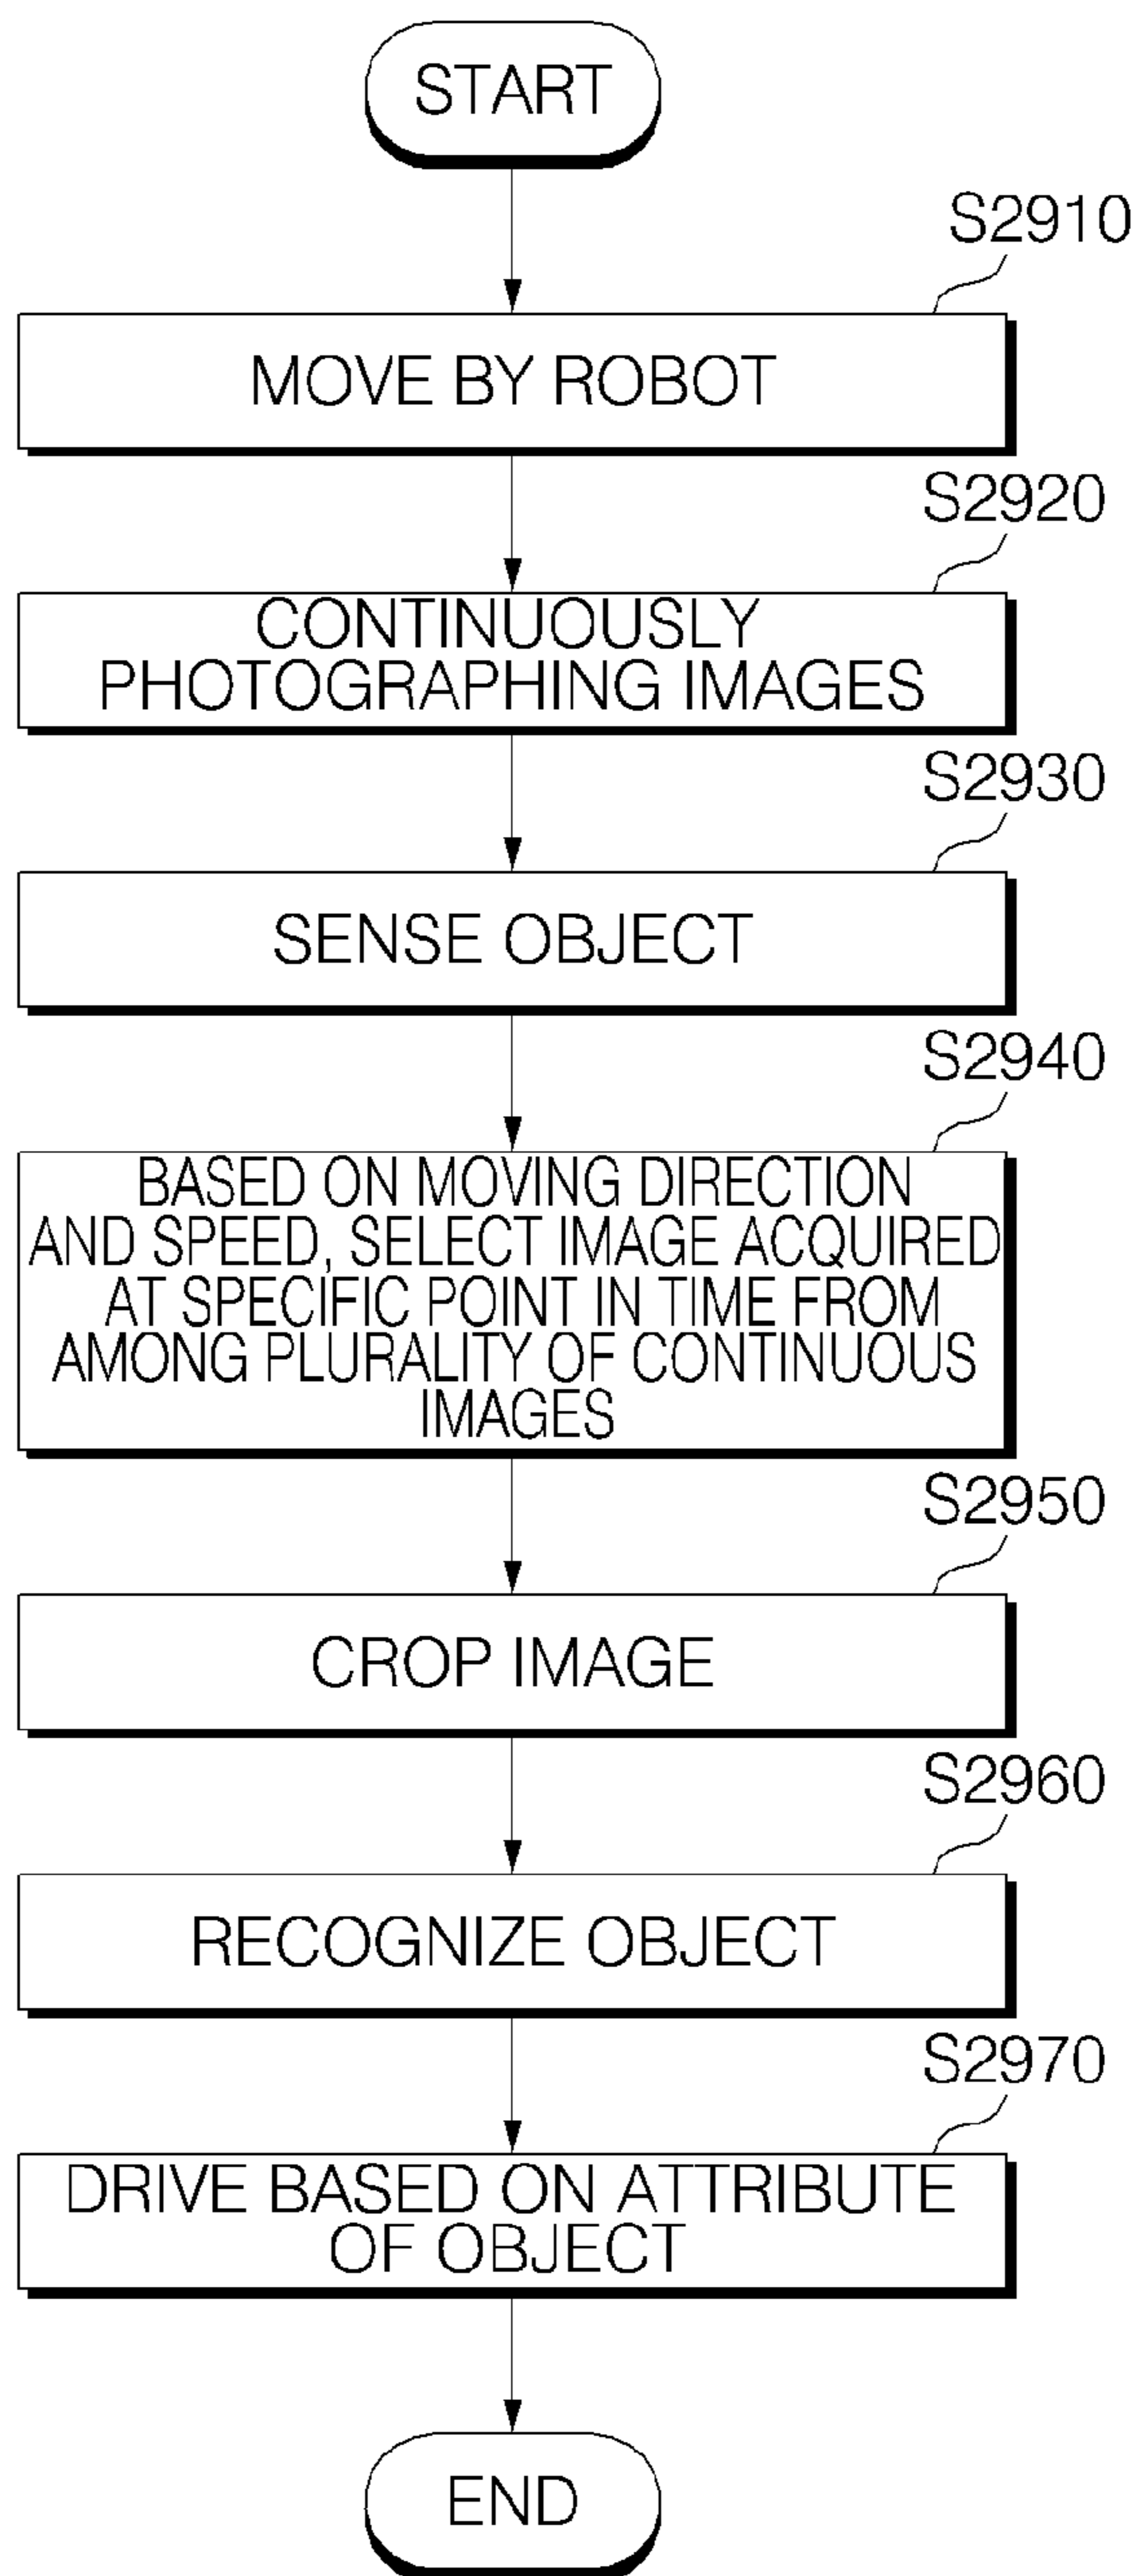 START
S2910
MOVE BY ROBOT
S2920
CONTINUOUSLY
PHOTOGRAPHING IMAGES
S2930
SENSE OBJECT
S2940
BASED ON MOVING DIRECTION
AND SPEED, SELECT IMAGE ACQUIRED
AT SPECIFIC POINT IN TIME FROM
AMONG PLURALITY OF CONTINUOUS
IMAGES
S2950
CROP IMAGE
S2960
RECOGNIZE OBJECT
S2970
DRIVE BASED ON ATTRIBUTE
OF OBJECT
END